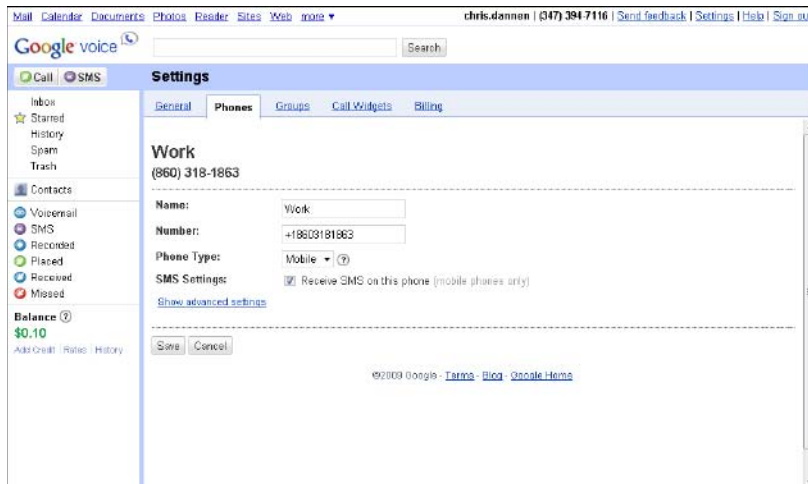 Mail Calendar Documents Photos Reader Sites Web more ▼
chris.dannen | (347) 394-7116 | Send feedback | Settings | Help | Sign ou
Google voice
Search
Call SMS
Settings
Inbox
Starred
History
Spam
Trash
Contacts
Voicemail
SMS
Recorded
Placed
Received
Missed
Balance ?
$0.10
Add Credit | Rates | History
General Phones Groups Call Widgets Billing
Work
(860) 318-1863
Name: Work
Number: +18603181863
Phone Type: Mobile ?
SMS Settings: Receive SMS on this phone (mobile phones only)
Show advanced settings
Save Cancel
©2009 Google - Terms - Blog - Google Home